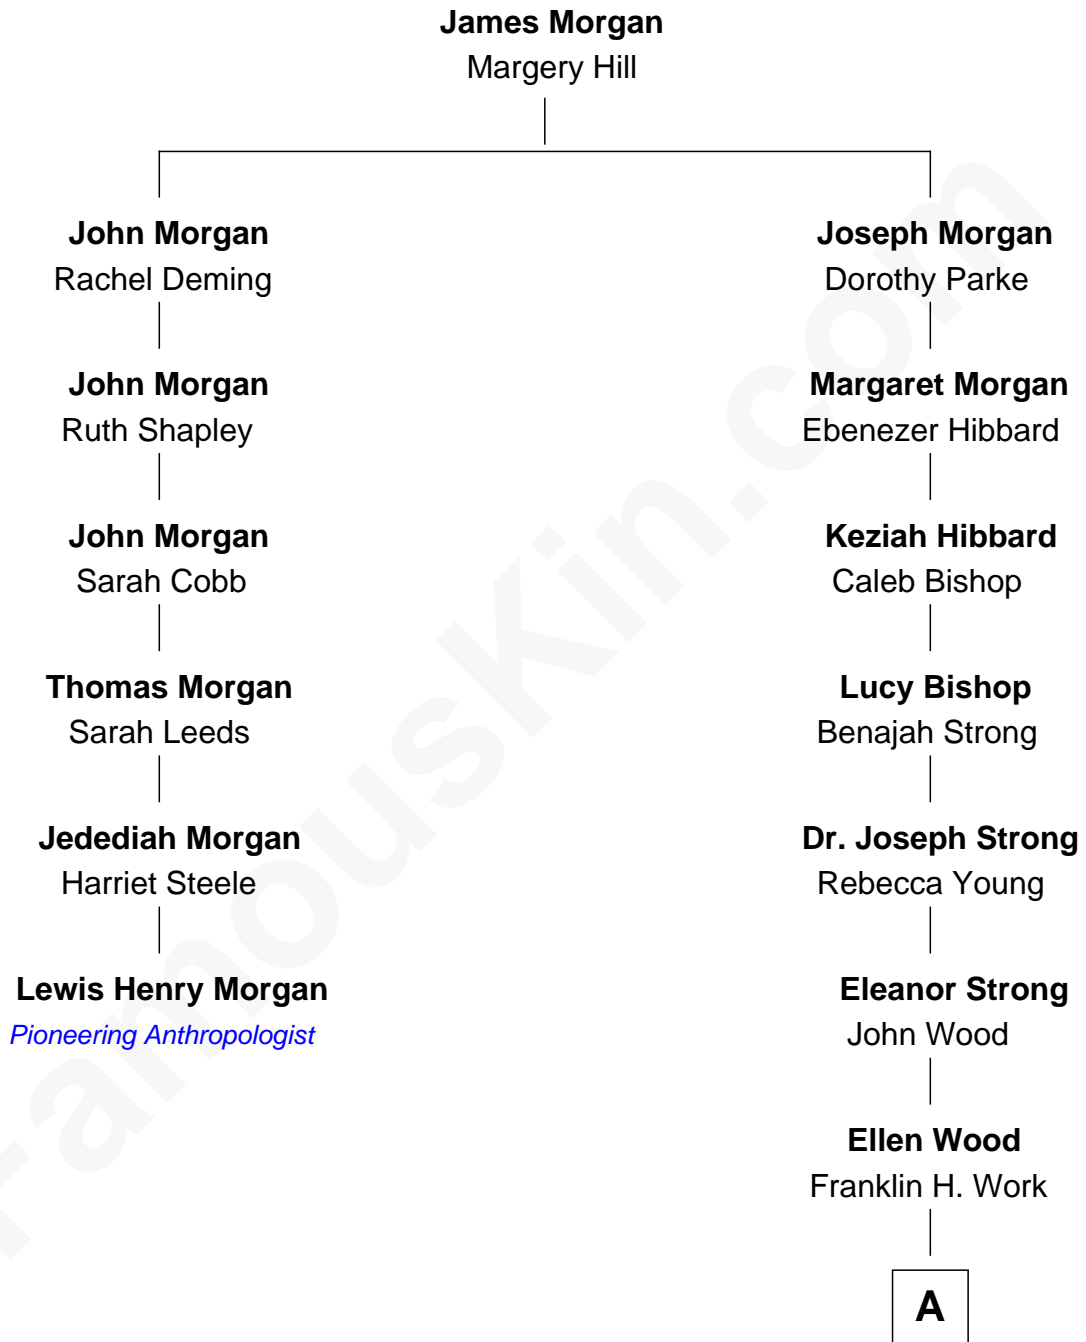 James Morgan
Margery Hill
John Morgan
Rachel Deming
Joseph Morgan
Dorothy Parke
John Morgan
Ruth Shapley
Margaret Morgan
Ebenezer Hibbard
John Morgan
Sarah Cobb
Keziah Hibbard
Caleb Bishop
Thomas Morgan
Sarah Leeds
Lucy Bishop
Benajah Strong
Jedediah Morgan
Harriet Steele
Dr. Joseph Strong
Rebecca Young
Lewis Henry Morgan
Pioneering Anthropologist
Eleanor Strong
John Wood
Ellen Wood
Franklin H. Work
A
FamousKin.com